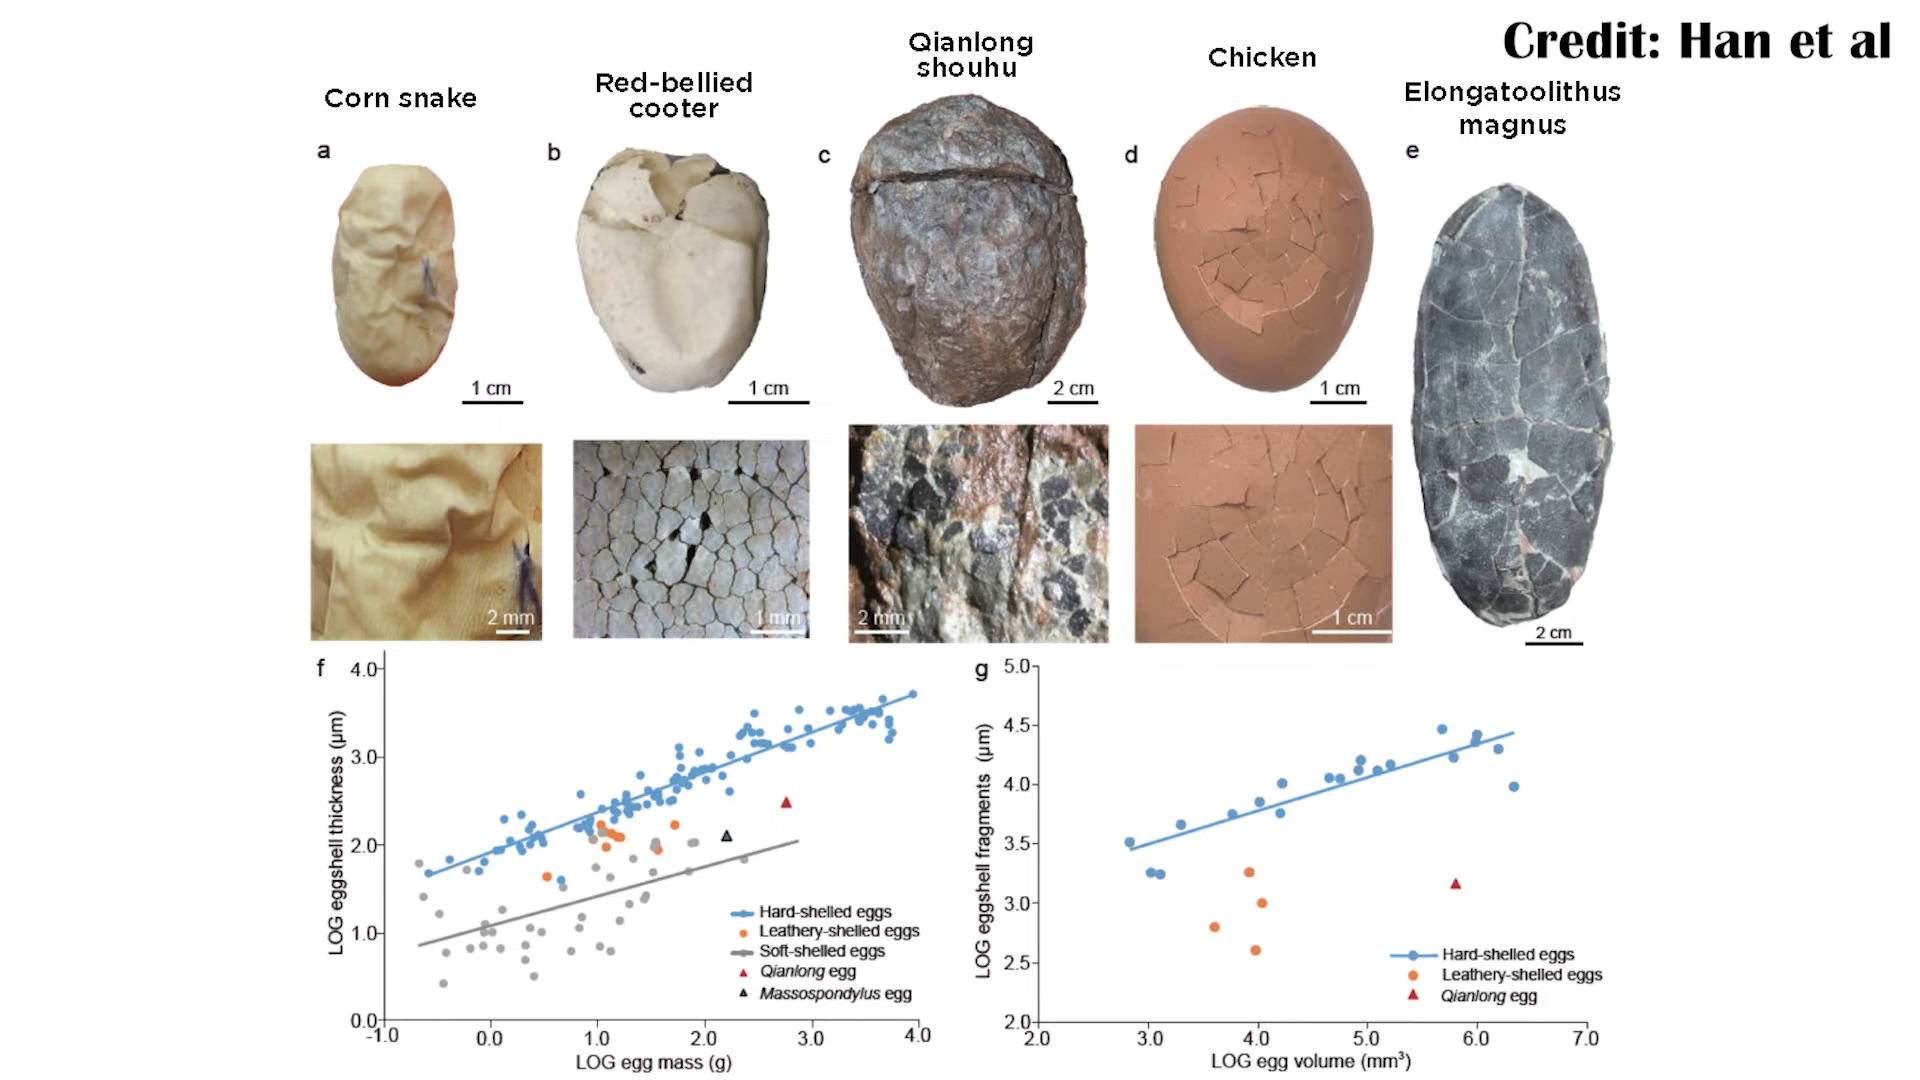 Credit: Han et al
Corn snake
Red-bellied
cooter
Qianlong
shouhu
Chicken
Elongatoolithus
magnus
a
b
c
d
e
1 cm
1 cm
2 cm
1 cm
2 cm
2 mm
1 mm
2 mm
1 cm
f
LOG eggshell thickness (µm)
4.0
3.0
2.0
1.0
0.0
-1.0
0.0
1.0
2.0
3.0
4.0
LOG egg mass (g)
Hard-shelled eggs
Leathery-shelled eggs
Soft-shelled eggs
Qianlong egg
Massospondylus egg
g
LOG eggshell fragments (µm)
5.0
4.5
4.0
3.5
3.0
2.5
2.0
2.0
3.0
4.0
5.0
6.0
7.0
LOG egg volume (mm³)
Hard-shelled eggs
Leathery-shelled eggs
Qianlong egg